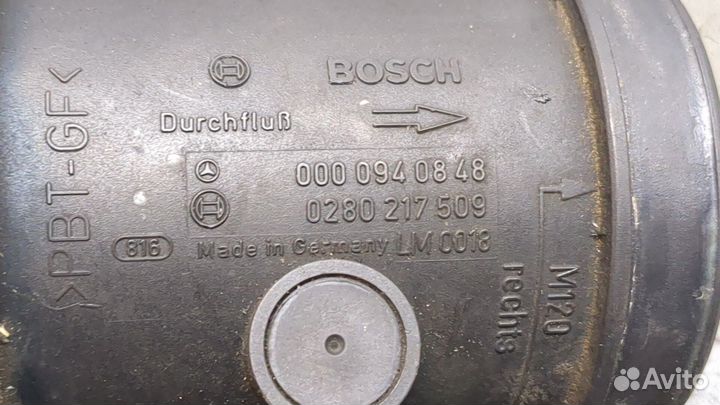 BOSCH
Durchfluß
000 094 08 48
0280 217 509
816 Made in Germany LM 0018
>PBT-GF<
M120
rechts
Avito